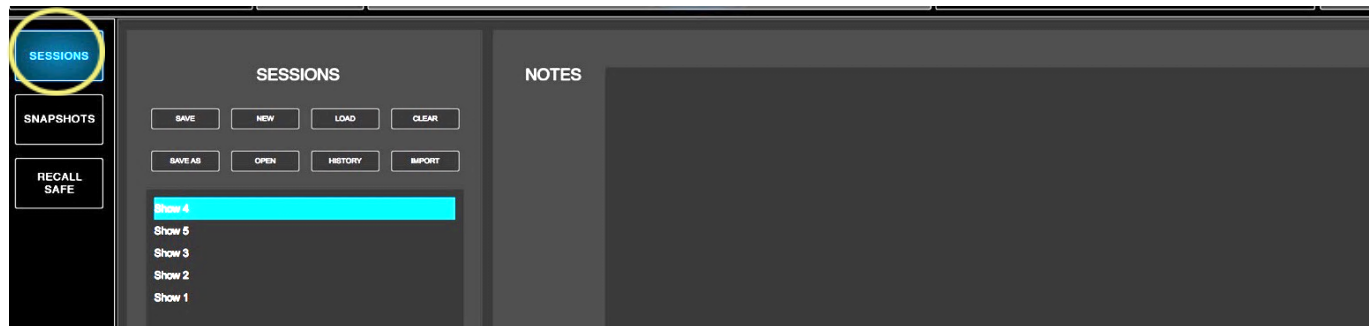 SESSIONS
SNAPSHOTS
RECALL
SAFE
SESSIONS
SAVE NEW LOAD CLEAR
SAVE AS OPEN HISTORY IMPORT
Show 4
Show 5
Show 3
Show 2
Show 1
NOTES